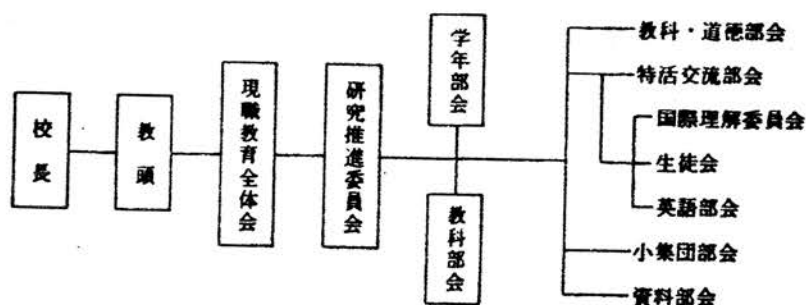 校長
教頭
現職教育全体会
研究推進委員会
学年部会
教科部会
教科・道徳部会
特活交流部会
国際理解委員会
生徒会
英語部会
小集団部会
資料部会